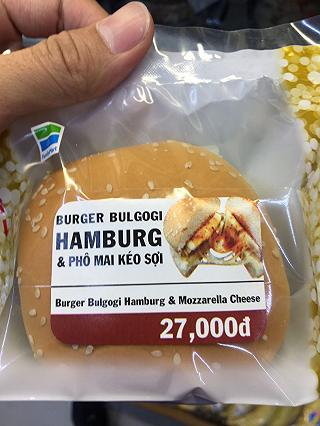 BURGER BULGOGI
HAMBURG
& PHÔ MAI KÉO SỢI
Burger Bulgogi Hamburg & Mozzarella Cheese
27,000đ